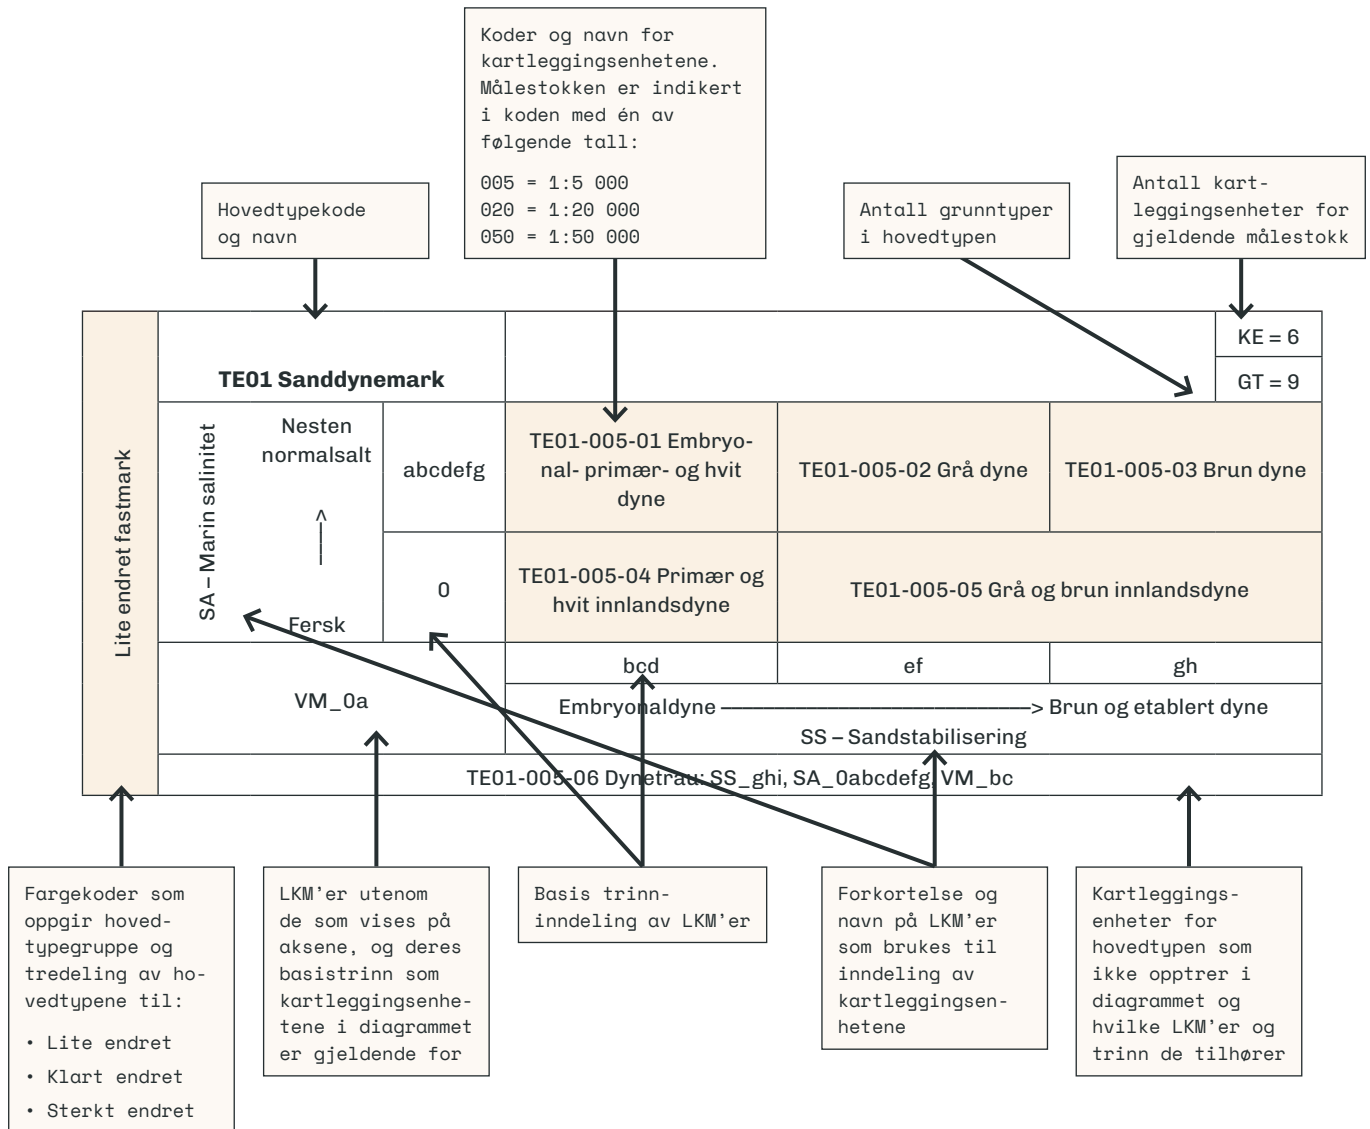 Koder og navn for
kartleggingsenhetene.
Målestokken er indikert
i koden med én av
følgende tall:
005 = 1:5 000
020 = 1:20 000
050 = 1:50 000
Hovedtypekode
og navn
Antall grunntyper
i hovedtypen
Antall kart-
leggingsenheter for
gjeldende målestokk
KE = 6
TE01 Sanddynemark
GT = 9
Lite endret fastmark
SA – Marin salinitet
Nesten
normalsalt
——>
Fersk
abcdefg
TE01-005-01 Embryo-
nal- primær- og hvit
dyne
TE01-005-02 Grå dyne
TE01-005-03 Brun dyne
0
TE01-005-04 Primær og
hvit innlandsdyne
TE01-005-05 Grå og brun innlandsdyne
VM_0a
bcd
ef
gh
Embryonaldyne ————————————————> Brun og etablert dyne
SS – Sandstabilisering
TE01-005-06 Dynetrau: SS_ghi, SA_0abcdefg, VM_bc
Fargekoder som
oppgir hoved-
typegruppe og
tredeling av ho-
vedtypene til:
• Lite endret
• Klart endret
• Sterkt endret
LKM’er utenom
de som vises på
aksene, og deres
basistrinn som
kartleggingsenhe-
tene i diagrammet
er gjeldende for
Basis trinn-
inndeling av LKM’er
Forkortelse og
navn på LKM’er
som brukes til
inndeling av
kartleggingsen-
hetene
Kartleggings-
enheter for
hovedtypen som
ikke opptrer i
diagrammet og
hvilke LKM’er og
trinn de tilhører